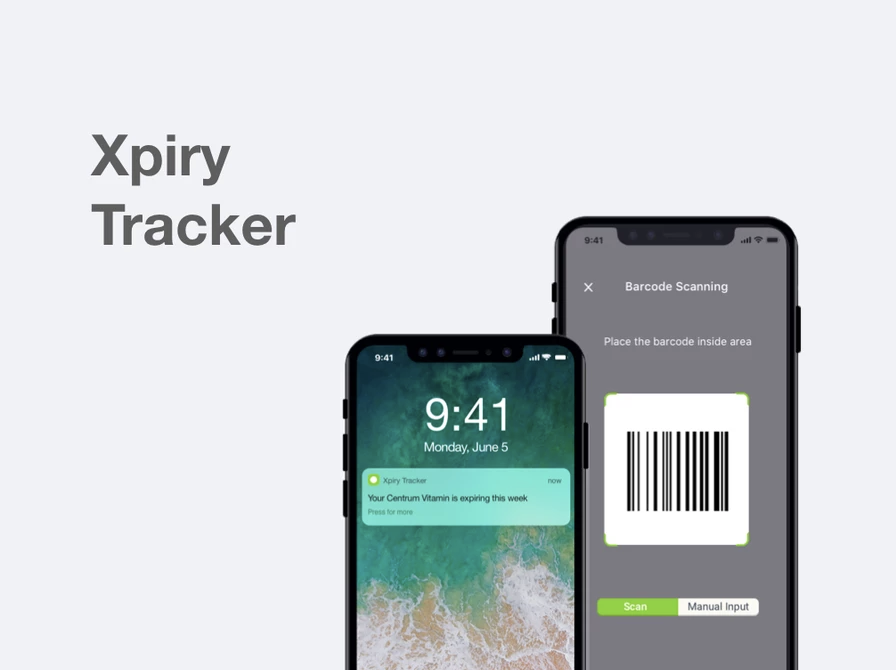 Xpiry
Tracker
9:41
Barcode Scanning
Place the barcode inside area
Scan
Manual Input
9:41
9:41
Monday, June 5
Xpiry Tracker
now
Your Centrum Vitamin is expiring this week
Press for more